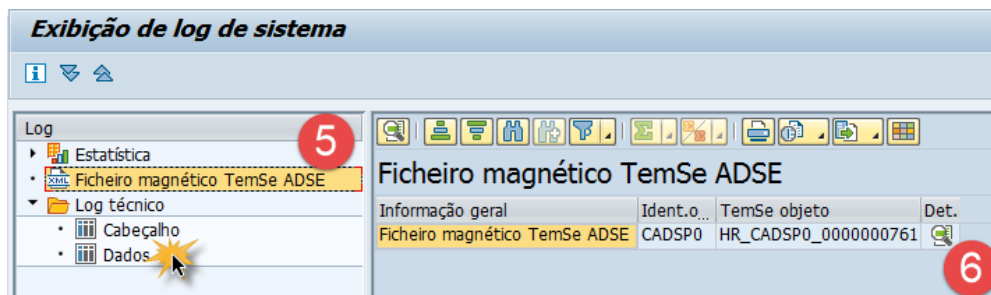 Exibição de log de sistema
Log
5
Estatística
XML Ficheiro magnético TemSe ADSE
Log técnico
Cabeçalho
Dados
Ficheiro magnético TemSe ADSE
Informação geral Ident.o... TemSe objeto Det.
Ficheiro magnético TemSe ADSE CADSP0 HR_CADSP0_0000000761
6